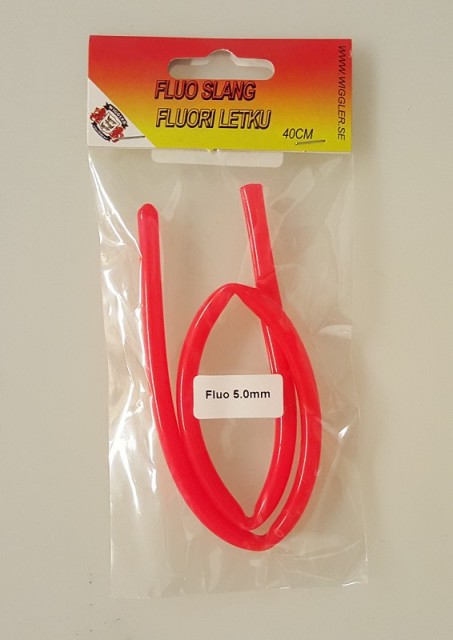 FLUO SLANG
FLUORI LETKU
40CM
WWW.WIGGLER.SE
Fluo 5.0mm